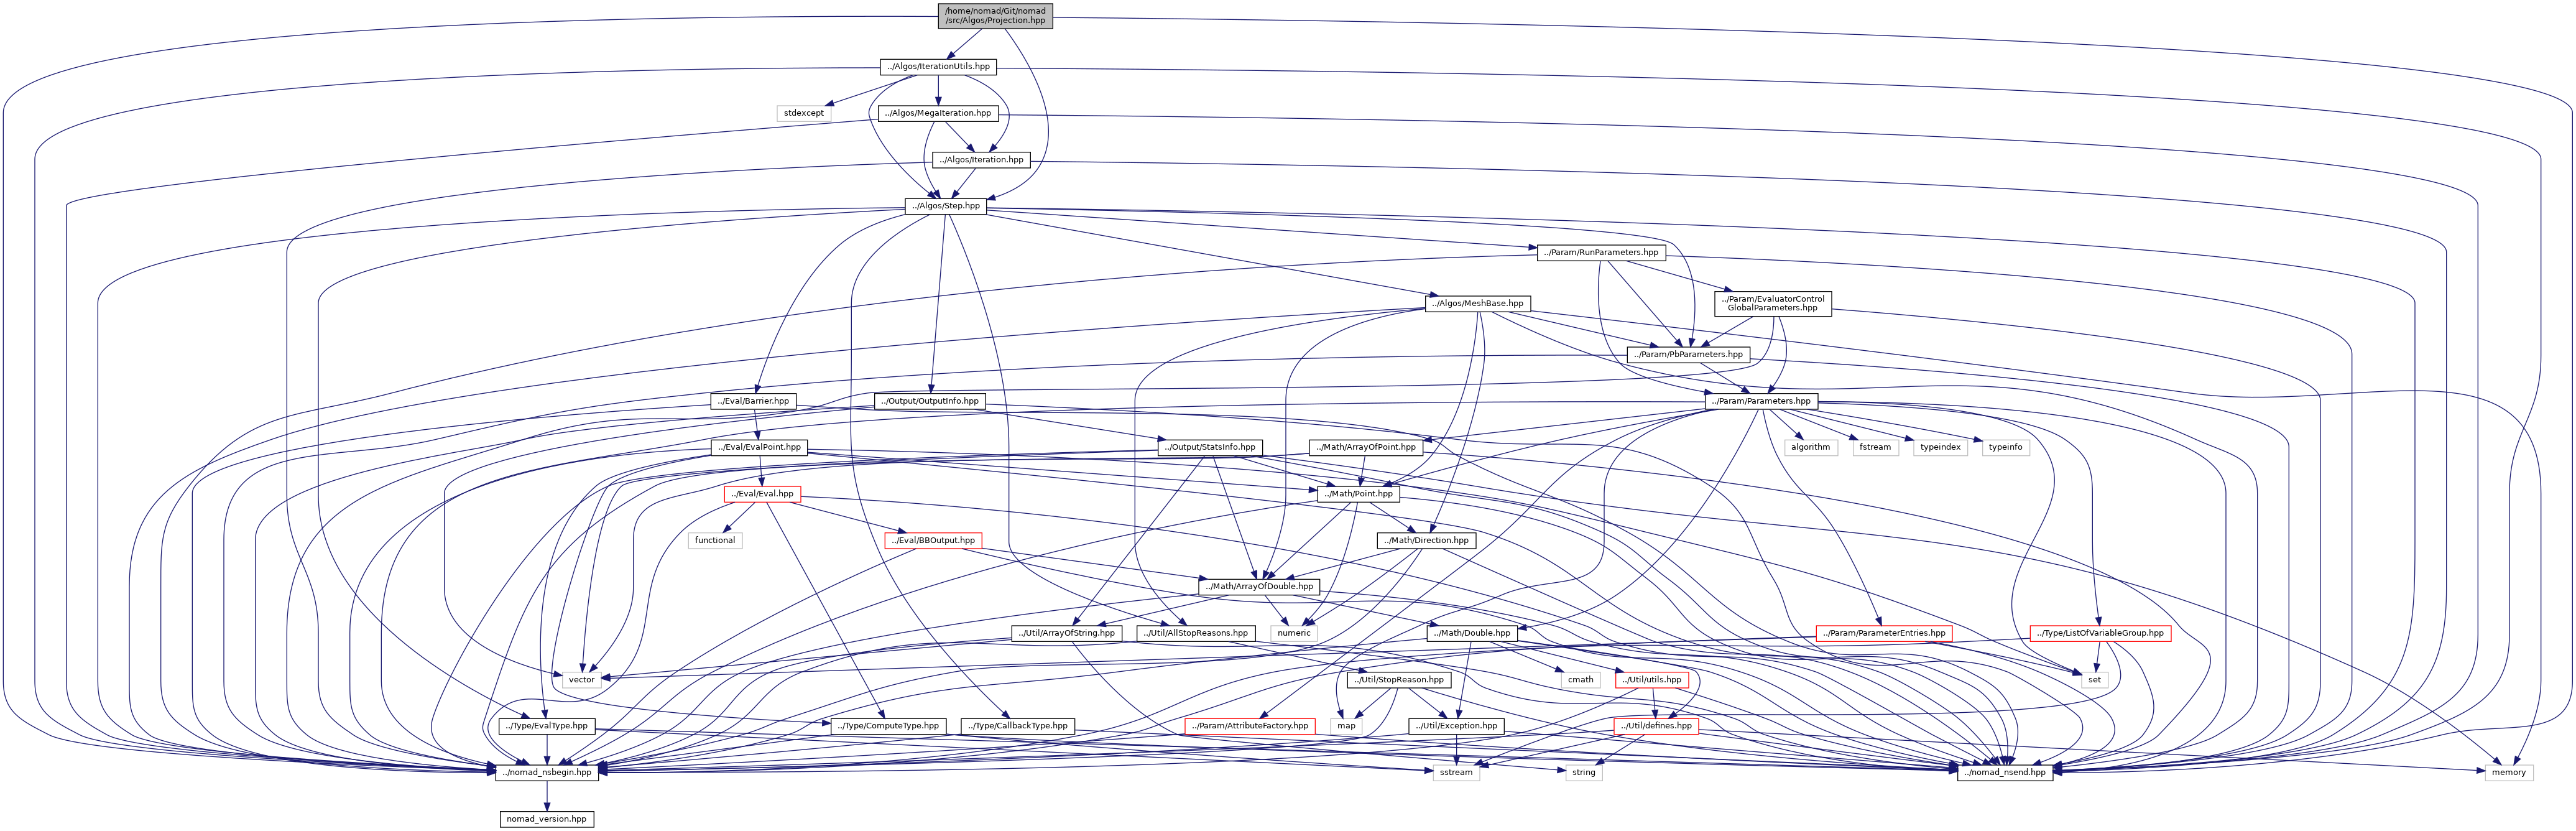 /home/nomad/Git/nomad
/src/Algos/Projection.hpp
../Algos/IterationUtils.hpp
stdexcept
../Algos/MegaIteration.hpp
../Algos/Iteration.hpp
../Algos/Step.hpp
../Param/RunParameters.hpp
../Algos/MeshBase.hpp
../Param/EvaluatorControl
GlobalParameters.hpp
../Param/PbParameters.hpp
../Eval/Barrier.hpp
../Output/OutputInfo.hpp
../Param/Parameters.hpp
../Eval/EvalPoint.hpp
../Output/StatsInfo.hpp
../Math/ArrayOfPoint.hpp
algorithm
fstream
typeindex
typeinfo
../Eval/Eval.hpp
../Math/Point.hpp
functional
../Eval/BBOutput.hpp
../Math/Direction.hpp
../Math/ArrayOfDouble.hpp
../Util/ArrayOfString.hpp
../Util/AllStopReasons.hpp
numeric
../Math/Double.hpp
../Param/ParameterEntries.hpp
../Type/ListOfVariableGroup.hpp
vector
../Util/StopReason.hpp
cmath
../Util/utils.hpp
set
../Type/EvalType.hpp
../Type/ComputeType.hpp
../Type/CallbackType.hpp
../Param/AttributeFactory.hpp
map
../Util/Exception.hpp
../Util/defines.hpp
../nomad_nsbegin.hpp
sstream
string
../nomad_nsend.hpp
memory
nomad_version.hpp